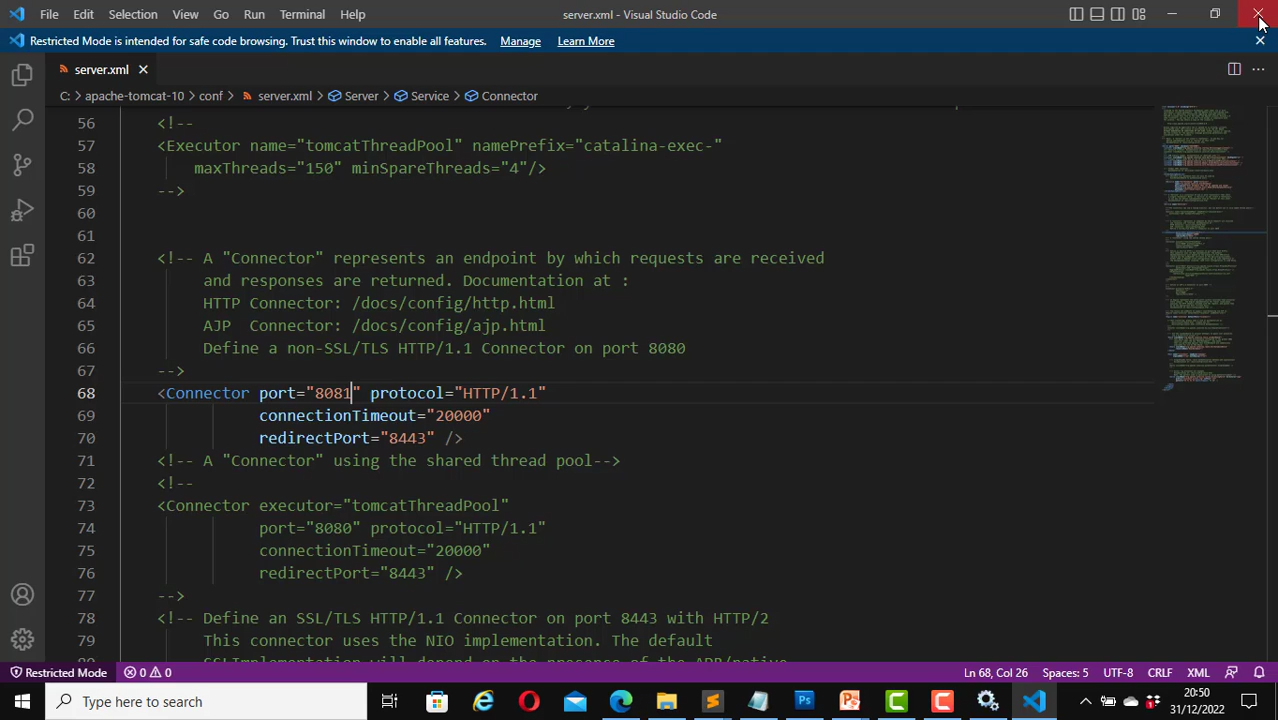 File Edit Selection View Go Run Terminal Help server.xml - Visual Studio Code
Restricted Mode is intended for safe code browsing. Trust this window to enable all features. Manage Learn More
server.xml
C: > apache-tomcat-10 > conf > server.xml > Server > Service > Connector
56 <!--
57 <Executor name="tomcatThreadPool" namePrefix="catalina-exec-"
58 maxThreads="150" minSpareThreads="4"/>
59 -->
60
61
62 <!-- A "Connector" represents an endpoint by which requests are received
63 and responses are returned. Documentation at :
64 HTTP Connector: /docs/config/http.html
65 AJP  Connector: /docs/config/ajp.html
66 Define a non-SSL/TLS HTTP/1.1 Connector on port 8080
67 -->
68 <Connector port="8081" protocol="HTTP/1.1"
69 connectionTimeout="20000"
70 redirectPort="8443" />
71 <!-- A "Connector" using the shared thread pool-->
72 <!--
73 <Connector executor="tomcatThreadPool"
74 port="8080" protocol="HTTP/1.1"
75 connectionTimeout="20000"
76 redirectPort="8443" />
77 -->
78 <!-- Define an SSL/TLS HTTP/1.1 Connector on port 8443 with HTTP/2
79 This connector uses the NIO implementation. The default
Restricted Mode 0 0 Ln 68, Col 26 Spaces: 5 UTF-8 CRLF XML
Type here to search
20:50
31/12/2022